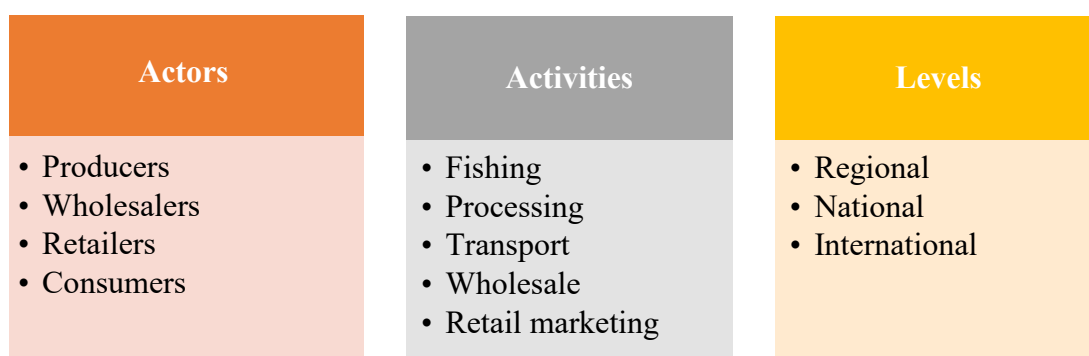 Actors
• Producers
• Wholesalers
• Retailers
• Consumers
Activities
• Fishing
• Processing
• Transport
• Wholesale
• Retail marketing
Levels
• Regional
• National
• International